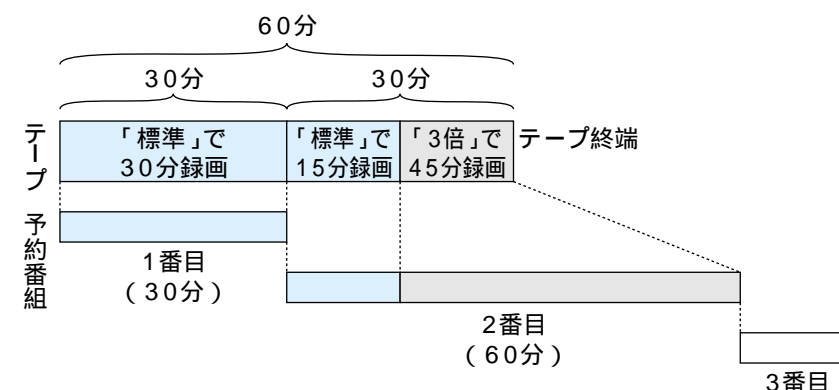 60分
30分
30分
テープ
「標準」で
30分録画
「標準」で
15分録画
「3倍」で
45分録画
テープ終端
予約番組
1番目
(30分)
2番目
(60分)
3番目